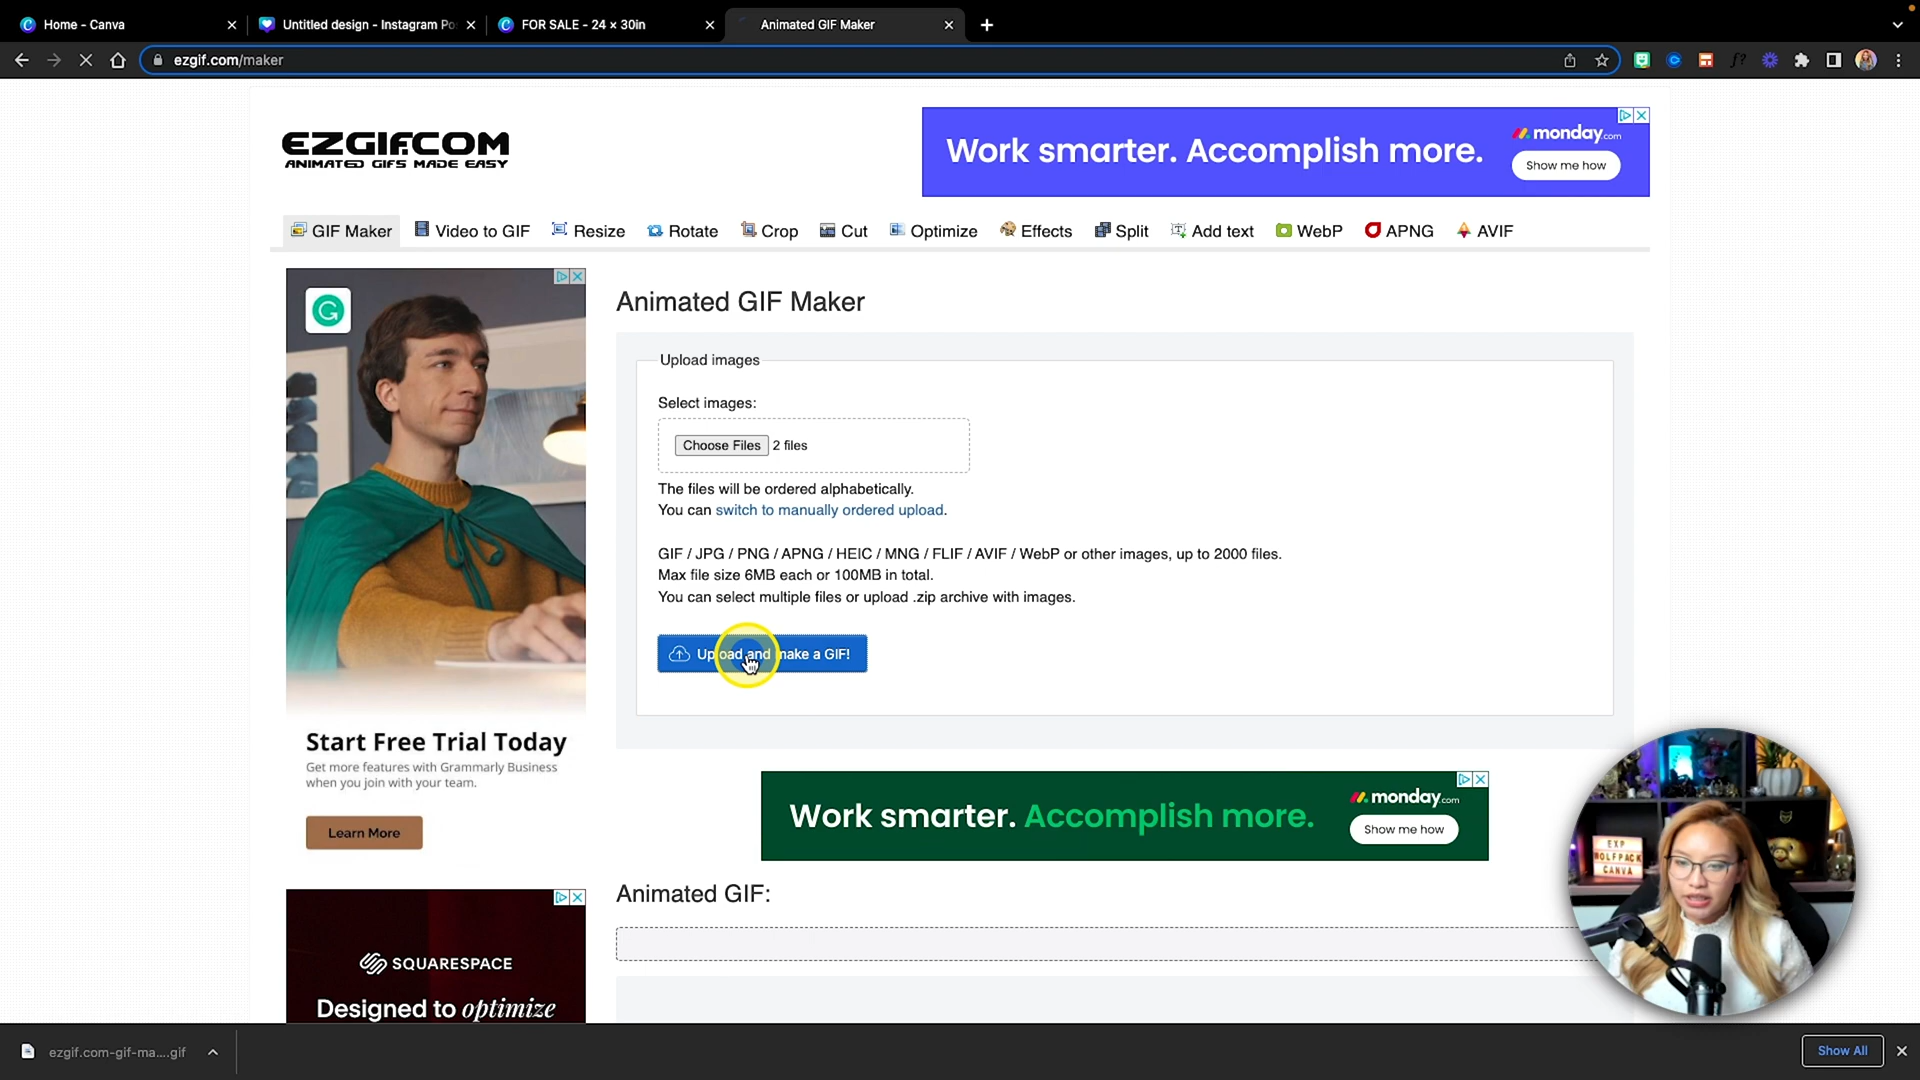 Home - Canva
Untitled design - Instagram Po
FOR SALE - 24 × 30in
Animated GIF Maker
ezgif.com/maker
EZGIF.COM
ANIMATED GIFS MADE EASY
Work smarter. Accomplish more.
monday.com
Show me how
GIF Maker
Video to GIF
Resize
Rotate
Crop
Cut
Optimize
Effects
Split
Add text
WebP
APNG
AVIF
Animated GIF Maker
Upload images
Select images:
Choose Files 2 files
The files will be ordered alphabetically.
You can switch to manually ordered upload.
GIF / JPG / PNG / APNG / HEIC / MNG / FLIF / AVIF / WebP or other images, up to 2000 files.
Max file size 6MB each or 100MB in total.
You can select multiple files or upload .zip archive with images.
Upload and make a GIF!
Start Free Trial Today
Get more features with Grammarly Business
when you join with your team.
Learn More
Work smarter. Accomplish more.
monday.com
Show me how
EXP
WOLFPACK
CANVA
Animated GIF:
SQUARESPACE
Designed to optimize
ezgif.com-gif-ma....gif
Show All